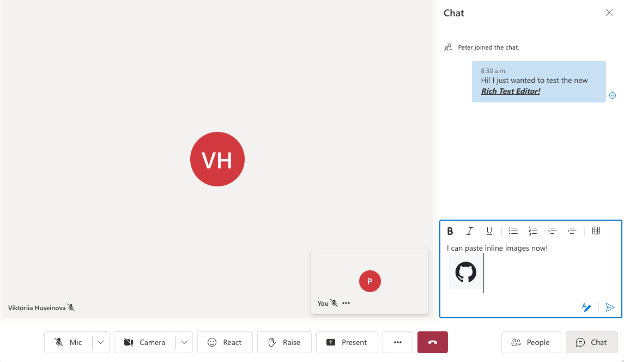 Chat
Peter joined the chat.
8:30 a.m.
Hi! I just wanted to test the new
Rich Text Editor!
VH
P
You
Viktoriia Huseinova
B I U
I can paste inline images now!
A
Mic
Camera
React
Raise
Present
People
Chat